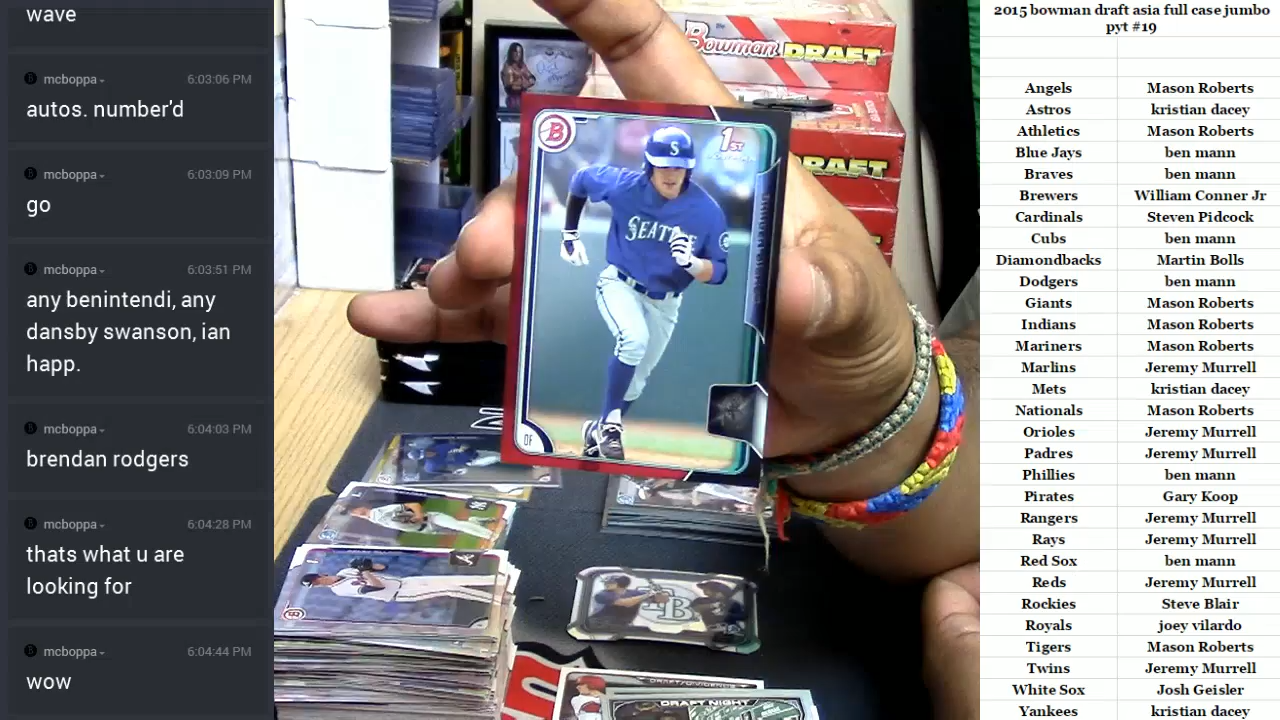 wave
mcboppa 6:03:06 PM
autos. number'd
mcboppa 6:03:09 PM
go
mcboppa 6:03:51 PM
any benintendi, any
dansby swanson, ian
happ.
mcboppa 6:04:03 PM
brendan rodgers
mcboppa 6:04:28 PM
thats what u are
looking for
mcboppa 6:04:44 PM
wow
Bowman DRAFT
DRAFT
B
1ST
S
SEATTLE
OF
TB
DRAFT NIGHT
2015 bowman draft asia full case jumbo
pyt #19
Angels Mason Roberts
Astros kristian dacey
Athletics Mason Roberts
Blue Jays ben mann
Braves ben mann
Brewers William Conner Jr
Cardinals Steven Pidcock
Cubs ben mann
Diamondbacks Martin Bolls
Dodgers ben mann
Giants Mason Roberts
Indians Mason Roberts
Mariners Mason Roberts
Marlins Jeremy Murrell
Mets kristian dacey
Nationals Mason Roberts
Orioles Jeremy Murrell
Padres Jeremy Murrell
Phillies ben mann
Pirates Gary Koop
Rangers Jeremy Murrell
Rays Jeremy Murrell
Red Sox ben mann
Reds Jeremy Murrell
Rockies Steve Blair
Royals joey vilardo
Tigers Mason Roberts
Twins Jeremy Murrell
White Sox Josh Geisler
Yankees kristian dacey